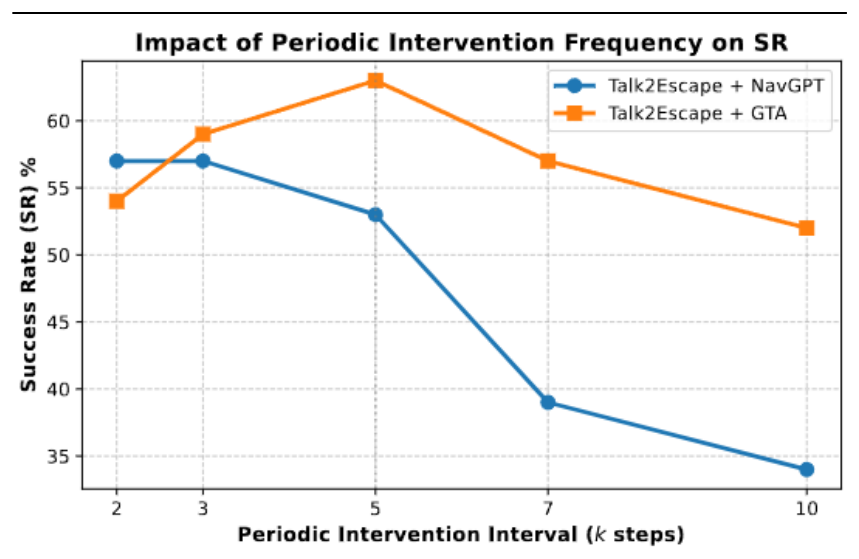 Impact of Periodic Intervention Frequency on SR
Talk2Escape + NavGPT
Talk2Escape + GTA
Success Rate (SR) %
60
55
50
45
40
35
2 3 5 7 10
Periodic Intervention Interval (k steps)